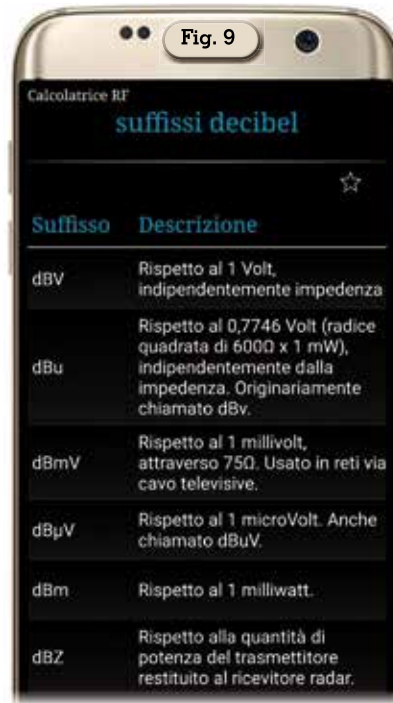 Fig. 9
Calcolatrice RF
suffissi decibel
Suffisso Descrizione
dBV Rispetto al 1 Volt,
indipendentemente impedenza
Rispetto al 0,7746 Volt (radice
quadrata di 600Ω x 1 mW),
dBu indipendentemente dalla
impedenza. Originariamente
chiamato dBv.
Rispetto al 1 millivolt,
dBmV attraverso 75Ω. Usato in reti via
cavo televisive.
dBµV Rispetto al 1 microVolt. Anche
chiamato dBuV.
dBm Rispetto al 1 milliwatt.
Rispetto alla quantità di
dBZ potenza del trasmettitore
restituito al ricevitore radar.